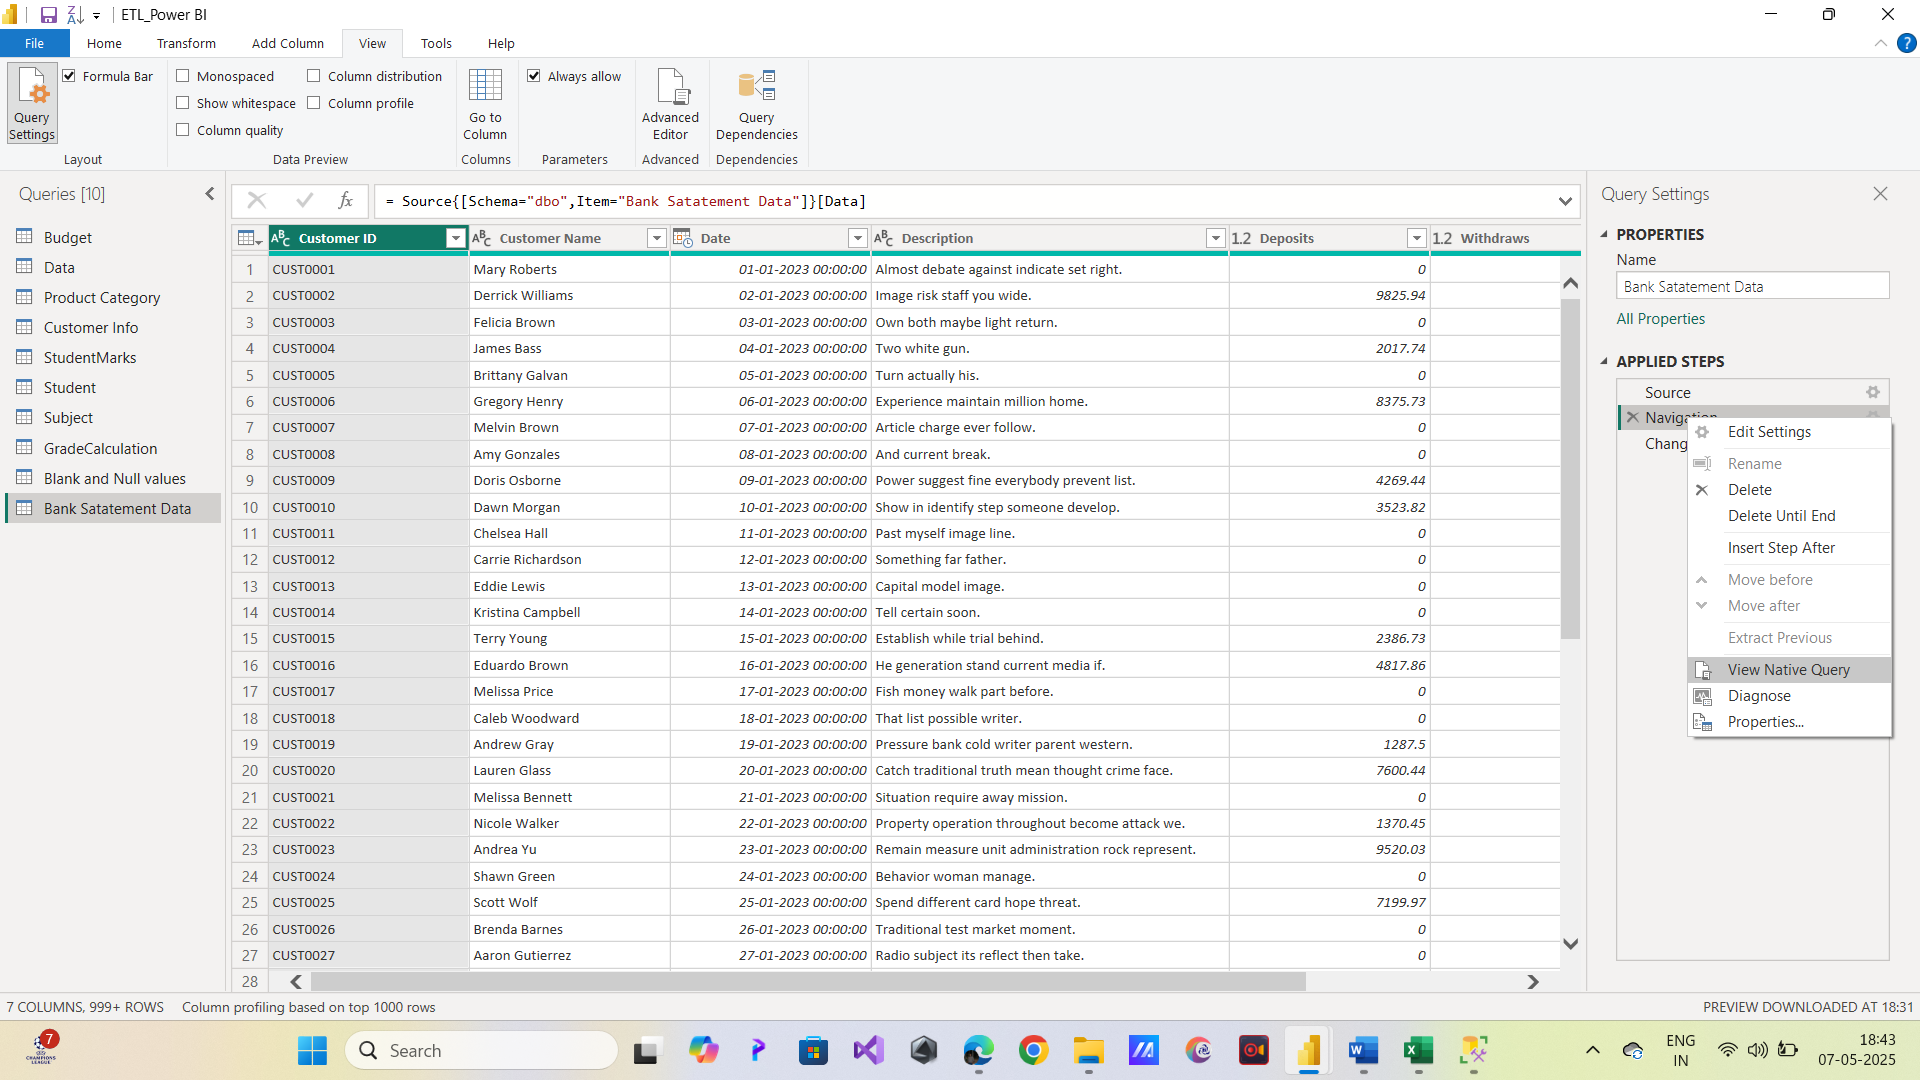 ETL_Power BI
File Home Transform Add Column View Tools Help
Query Settings
Formula Bar
Layout
Monospaced
Show whitespace
Column quality
Column distribution
Column profile
Data Preview
Go to Column
Columns
Always allow
Parameters
Advanced Editor
Advanced
Query Dependencies
Dependencies
Queries [10]
Budget
Data
Product Category
Customer Info
StudentMarks
Student
Subject
GradeCalculation
Blank and Null values
Bank Satatement Data
fx = Source{[Schema="dbo",Item="Bank Satatement Data"]}[Data]
Customer ID Customer Name Date Description 1.2 Deposits 1.2 Withdraws
1 CUST0001 Mary Roberts 01-01-2023 00:00:00 Almost debate against indicate set right. 0
2 CUST0002 Derrick Williams 02-01-2023 00:00:00 Image risk staff you wide. 9825.94
3 CUST0003 Felicia Brown 03-01-2023 00:00:00 Own both maybe light return. 0
4 CUST0004 James Bass 04-01-2023 00:00:00 Two white gun. 2017.74
5 CUST0005 Brittany Galvan 05-01-2023 00:00:00 Turn actually his. 0
6 CUST0006 Gregory Henry 06-01-2023 00:00:00 Experience maintain million home. 8375.73
7 CUST0007 Melvin Brown 07-01-2023 00:00:00 Article charge ever follow. 0
8 CUST0008 Amy Gonzales 08-01-2023 00:00:00 And current break. 0
9 CUST0009 Doris Osborne 09-01-2023 00:00:00 Power suggest fine everybody prevent list. 4269.44
10 CUST0010 Dawn Morgan 10-01-2023 00:00:00 Show in identify step someone develop. 3523.82
11 CUST0011 Chelsea Hall 11-01-2023 00:00:00 Past myself image line. 0
12 CUST0012 Carrie Richardson 12-01-2023 00:00:00 Something far father. 0
13 CUST0013 Eddie Lewis 13-01-2023 00:00:00 Capital model image. 0
14 CUST0014 Kristina Campbell 14-01-2023 00:00:00 Tell certain soon. 0
15 CUST0015 Terry Young 15-01-2023 00:00:00 Establish while trial behind. 2386.73
16 CUST0016 Eduardo Brown 16-01-2023 00:00:00 He generation stand current media if. 4817.86
17 CUST0017 Melissa Price 17-01-2023 00:00:00 Fish money walk part before. 0
18 CUST0018 Caleb Woodward 18-01-2023 00:00:00 That list possible writer. 0
19 CUST0019 Andrew Gray 19-01-2023 00:00:00 Pressure bank cold writer parent western. 1287.5
20 CUST0020 Lauren Glass 20-01-2023 00:00:00 Catch traditional truth mean thought crime face. 7600.44
21 CUST0021 Melissa Bennett 21-01-2023 00:00:00 Situation require away mission. 0
22 CUST0022 Nicole Walker 22-01-2023 00:00:00 Property operation throughout become attack we. 1370.45
23 CUST0023 Andrea Yu 23-01-2023 00:00:00 Remain measure unit administration rock represent. 9520.03
24 CUST0024 Shawn Green 24-01-2023 00:00:00 Behavior woman manage. 0
25 CUST0025 Scott Wolf 25-01-2023 00:00:00 Spend different card hope threat. 7199.97
26 CUST0026 Brenda Barnes 26-01-2023 00:00:00 Traditional test market moment. 0
27 CUST0027 Aaron Gutierrez 27-01-2023 00:00:00 Radio subject its reflect then take. 0
28
Query Settings
PROPERTIES
Name
Bank Satatement Data
All Properties
APPLIED STEPS
Source
Navigation
Chang
Edit Settings
Rename
Delete
Delete Until End
Insert Step After
Move before
Move after
Extract Previous
View Native Query
Diagnose
Properties...
7 COLUMNS, 999+ ROWS Column profiling based on top 1000 rows
PREVIEW DOWNLOADED AT 18:31
7
Search
ENG
IN
18:43
07-05-2025